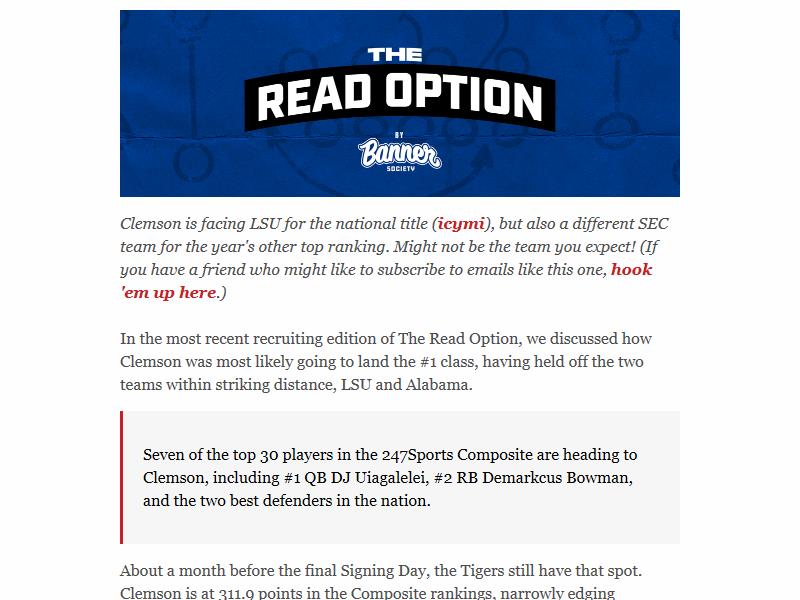 THE
READ OPTION
BY
Banner
SOCIETY
Clemson is facing LSU for the national title (icymi), but also a different SEC
team for the year's other top ranking. Might not be the team you expect! (If
you have a friend who might like to subscribe to emails like this one, hook
'em up here.)
In the most recent recruiting edition of The Read Option, we discussed how
Clemson was most likely going to land the #1 class, having held off the two
teams within striking distance, LSU and Alabama.
Seven of the top 30 players in the 247Sports Composite are heading to
Clemson, including #1 QB DJ Uiagalelei, #2 RB Demarkcus Bowman,
and the two best defenders in the nation.
About a month before the final Signing Day, the Tigers still have that spot.
Clemson is at 311.9 points in the Composite rankings, narrowly edging